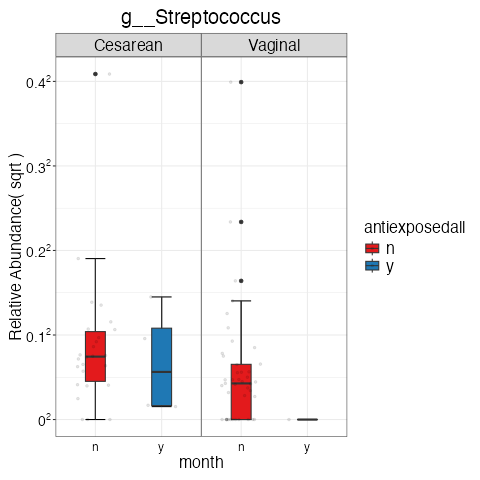 g__Streptococcus
Cesarean Vaginal
0.4²
0.3²
0.2²
0.1²
0²
Relative Abundance( sqrt )
n y n y
month
antiexposedall
n
y